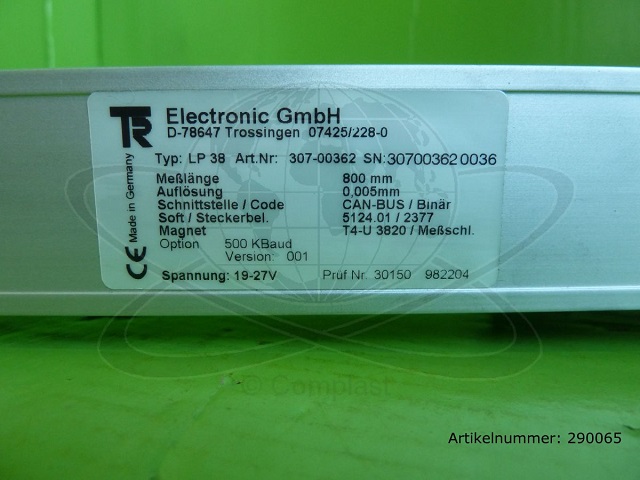 TR Electronic GmbH
D-78647 Trossingen 07425/228-0
Typ: LP 38 Art.Nr: 307-00362 SN:307003620036
Meßlänge 800 mm
Auflösung 0,005mm
Schnittstelle / Code CAN-BUS / Binär
Soft / Steckerbel. 5124.01 / 2377
Magnet T4-U 3820 / Meßschl.
Option 500 KBaud
Version: 001
Spannung: 19-27V Prüf Nr. 30150 982204
CE Made in Germany
© Complast
Artikelnummer: 290065